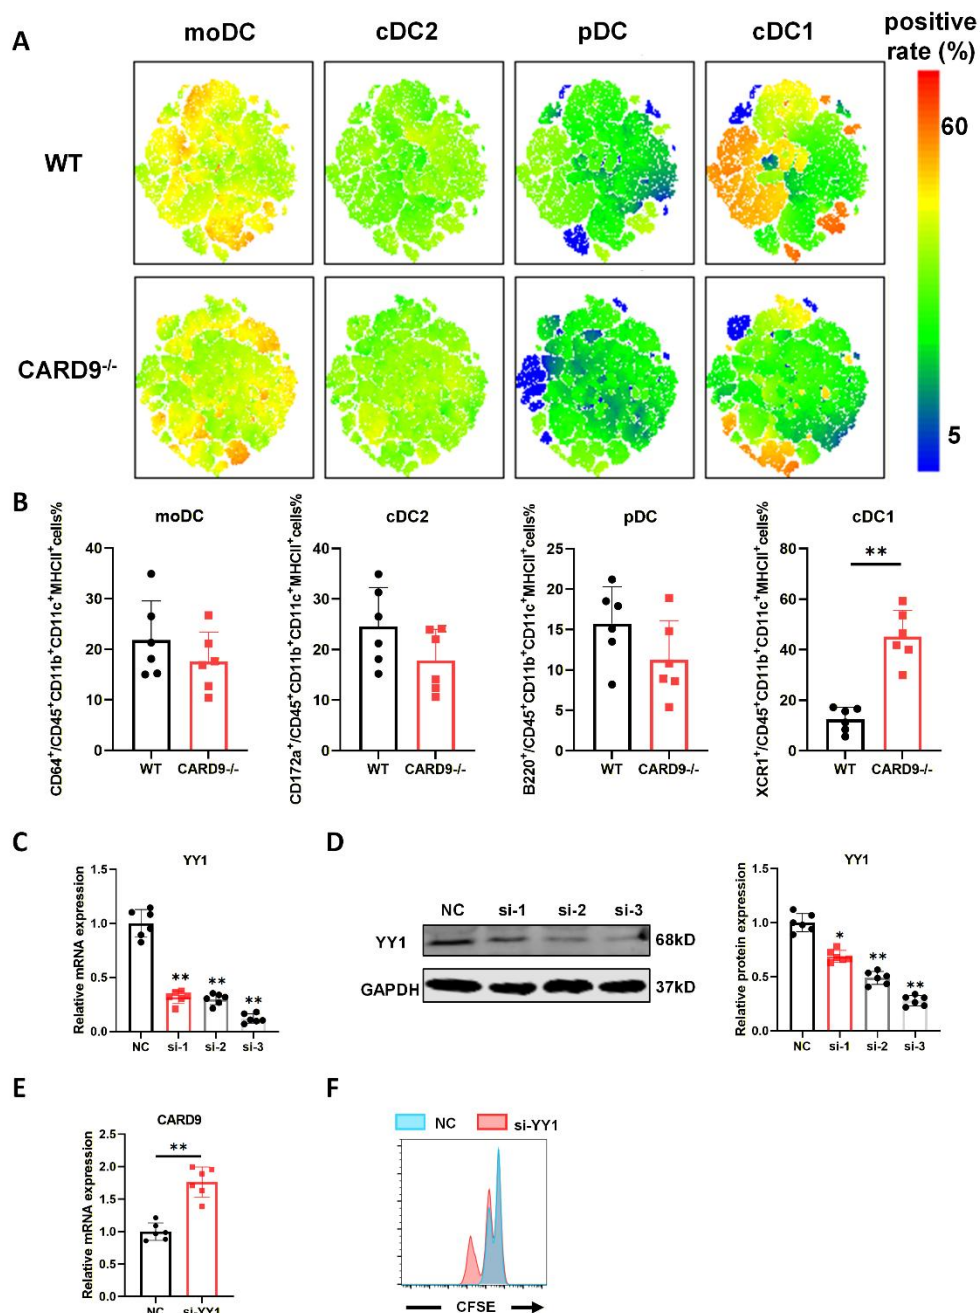 A
moDC
cDC2
pDC
cDC1
positive
rate (%)
WT
60
CARD9-/-
5
B
moDC
cDC2
pDC
cDC1
CD64+/CD45+CD11b+CD11c+MHCII+cells%
40
30
20
10
0
WT
CARD9-/-
CD172a+/CD45+CD11b+CD11c+MHCII+cells%
40
30
20
10
0
WT
CARD9-/-
B220+/CD45+CD11b+CD11c+MHCII+cells%
25
20
15
10
5
0
WT
CARD9-/-
XCR1+/CD45+CD11b+CD11c+MHCII+cells%
80
60
40
20
0
**
WT
CARD9-/-
C
YY1
Relative mRNA expression
1.5
1.0
0.5
0.0
**
**
**
NC
si-1
si-2
si-3
D
NC
si-1
si-2
si-3
YY1
68kD
GAPDH
37kD
YY1
Relative protein expression
1.5
1.0
0.5
0.0
*
**
**
NC
si-1
si-2
si-3
E
CARD9
Relative mRNA expression
2.5
2.0
1.5
1.0
0.5
0.0
**
NC
si-YY1
F
NC
si-YY1
CFSE